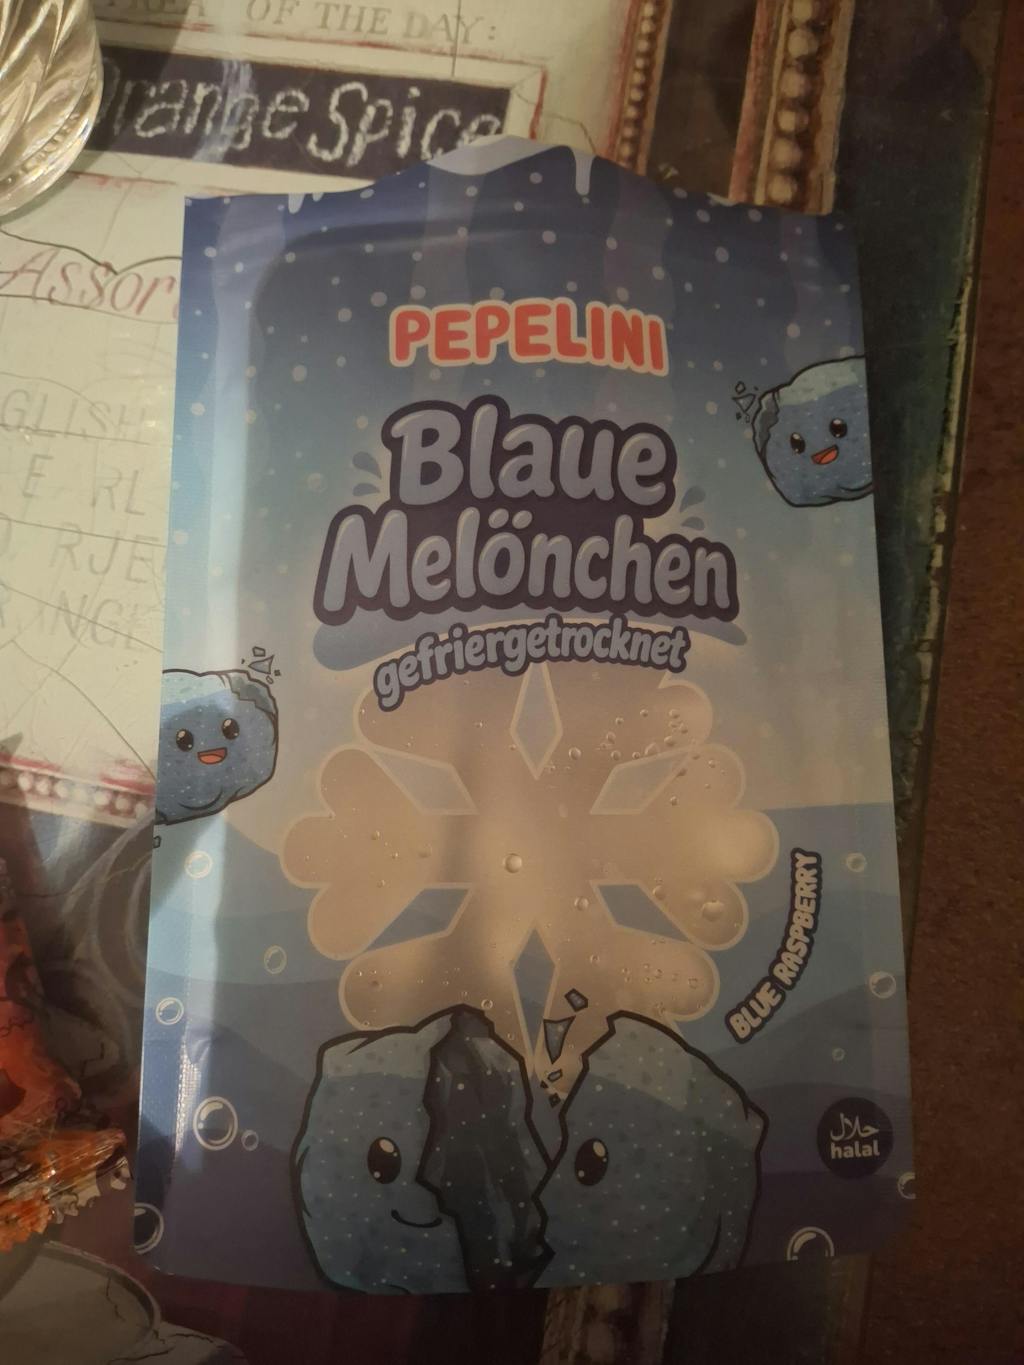 OF THE DAY:
Orange Spice
PEPELINI
Blaue
Melönchen
gefriergetrocknet
BLUE RASPBERRY
حلال
halal